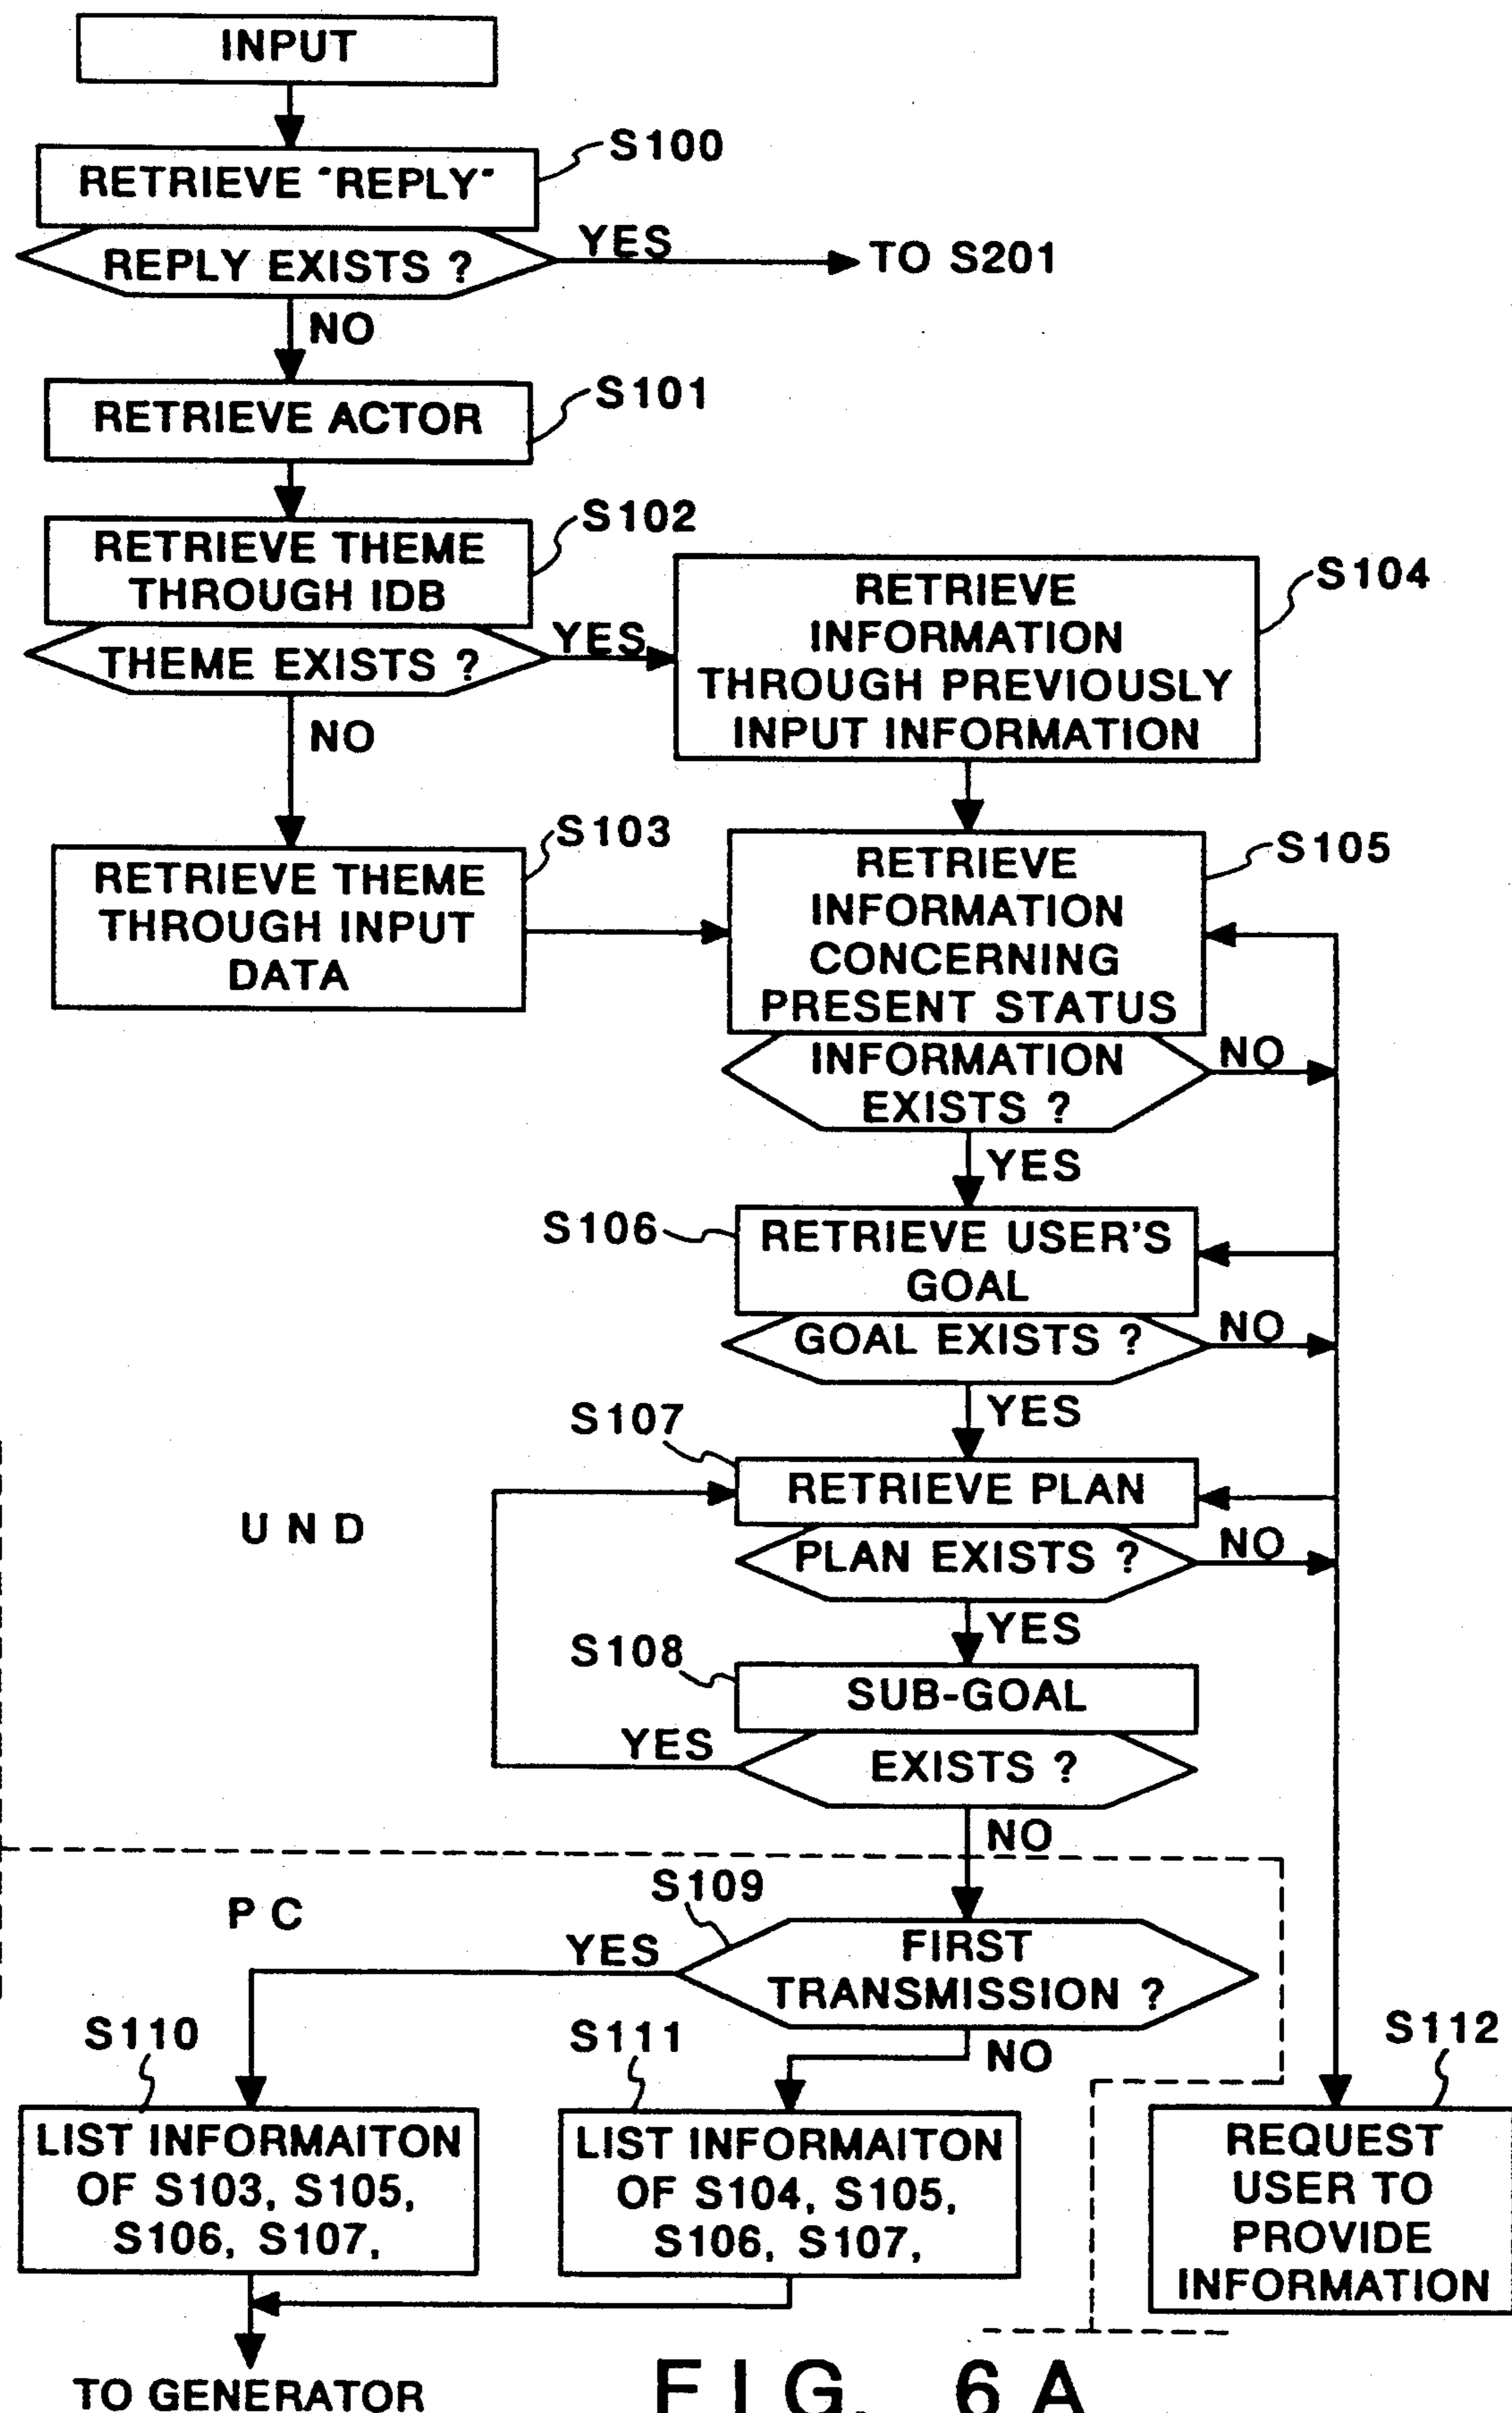 INPUT
S100
RETRIEVE "REPLY"
REPLY EXISTS ?
YES
TO S201
NO
S101
RETRIEVE ACTOR
S102
RETRIEVE THEME
THROUGH IDB
THEME EXISTS ?
YES
NO
S104
RETRIEVE
INFORMATION
THROUGH PREVIOUSLY
INPUT INFORMATION
S103
RETRIEVE THEME
THROUGH INPUT
DATA
S105
RETRIEVE
INFORMATION
CONCERNING
PRESENT STATUS
INFORMATION
EXISTS ?
NO
YES
S106
RETRIEVE USER'S
GOAL
GOAL EXISTS ?
NO
YES
S107
RETRIEVE PLAN
PLAN EXISTS ?
NO
YES
UND
S108
SUB-GOAL
EXISTS ?
YES
NO
PC
S109
FIRST
TRANSMISSION ?
YES
NO
S110
LIST INFORMAITON
OF S103, S105,
S106, S107,
S111
LIST INFORMAITON
OF S104, S105,
S106, S107,
S112
REQUEST
USER TO
PROVIDE
INFORMATION
TO GENERATOR
FIG. 6A